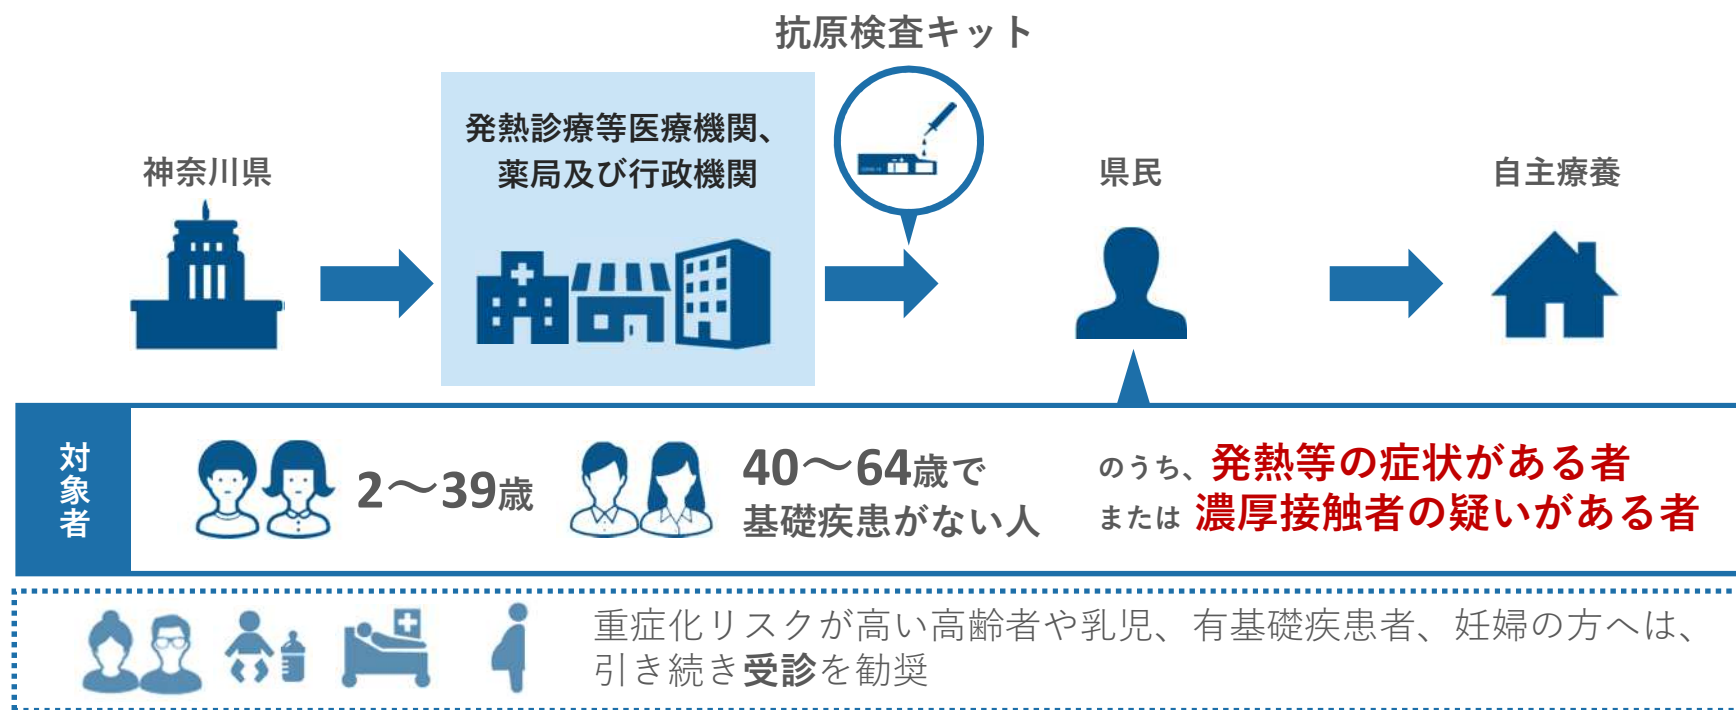 抗原検査キット
神奈川県
発熱診療等医療機関、
薬局及び行政機関
県民
自主療養
対象者
2～39歳
40～64歳で
基礎疾患がない人
のうち、発熱等の症状がある者
または 濃厚接触者の疑いがある者
重症化リスクが高い高齢者や乳児、有基礎疾患者、妊婦の方へは、
引き続き受診を勧奨